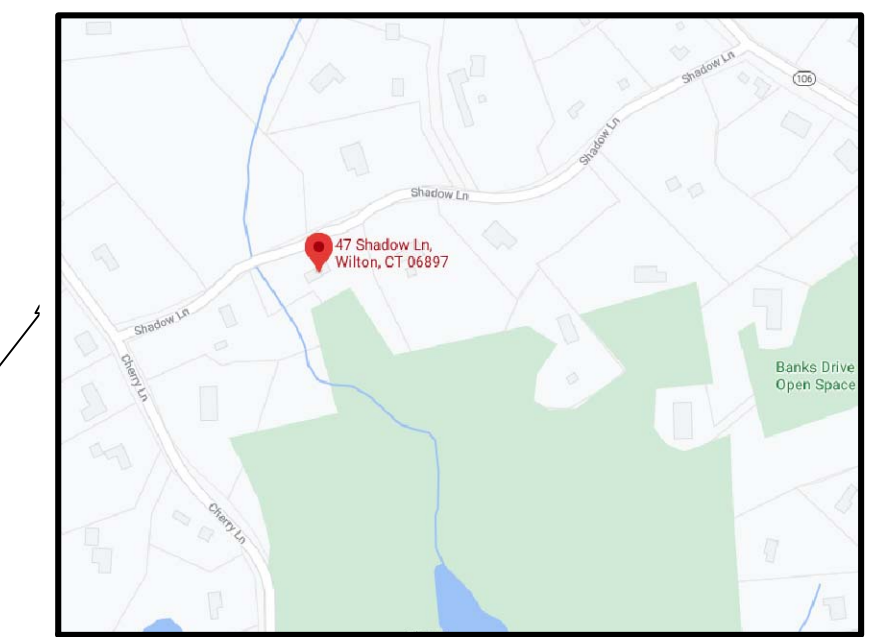 Shadow Ln
106
Shadow Ln
Shadow Ln
47 Shadow Ln,
Wilton, CT 06897
Shadow Ln
Cherry Ln
Banks Drive
Open Space
Cherry Ln